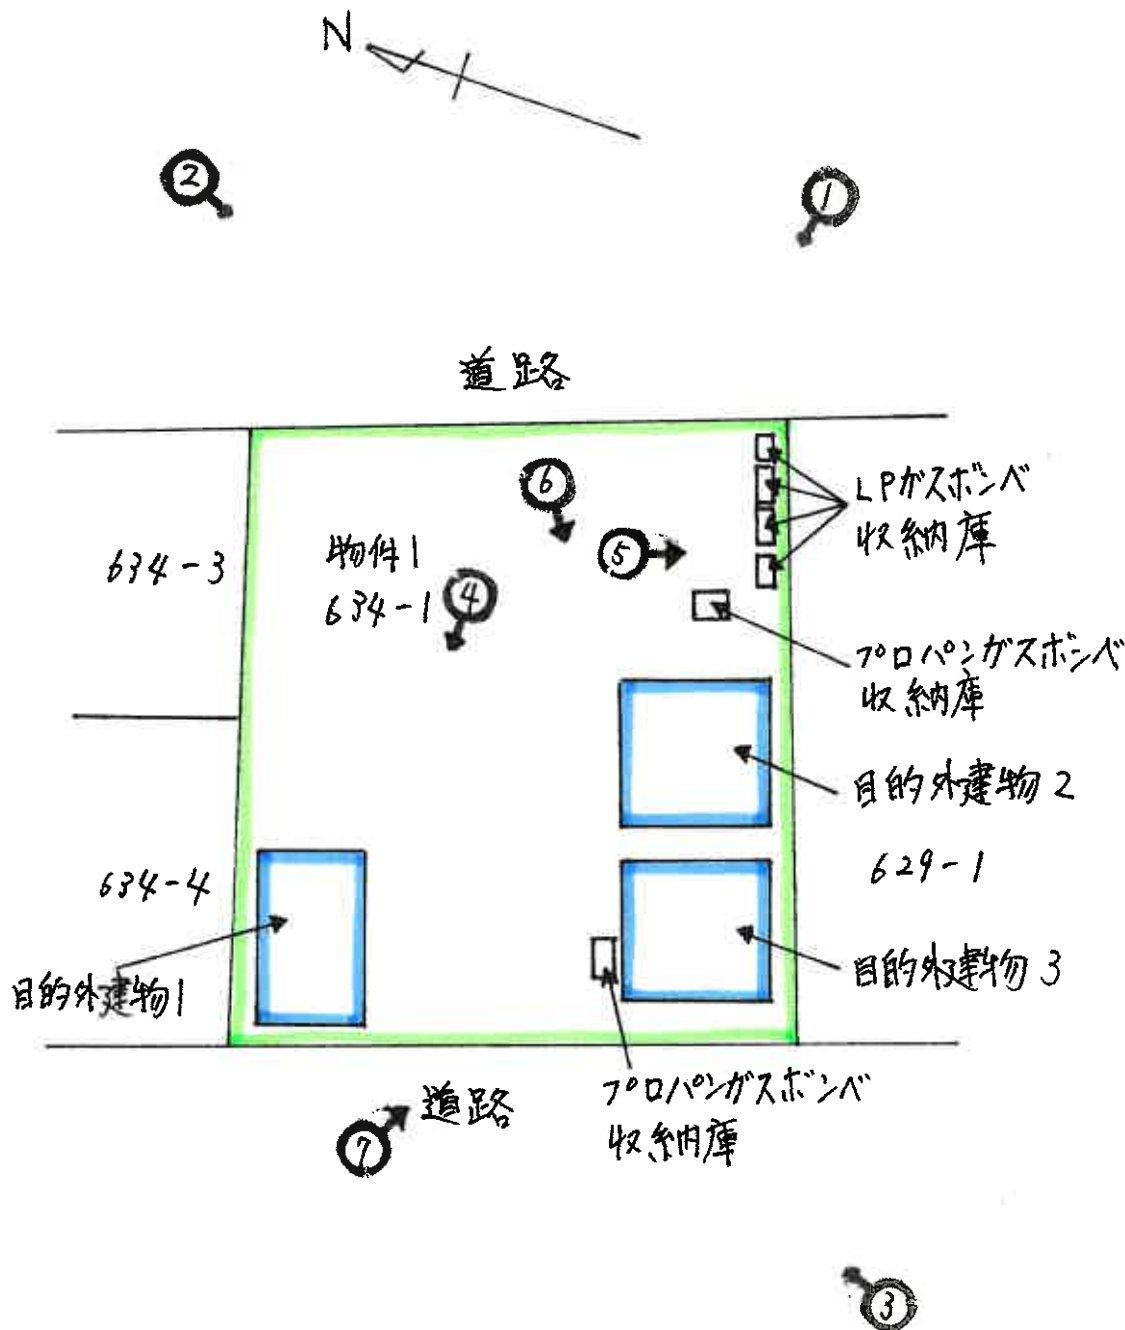 N
②
①
道路
⑥
LPガスボンベ
収納庫
⑤
634-3
物件1
634-1
④
プロパンガスボンベ
収納庫
目的外建物2
629-1
634-4
目的外建物3
目的外建物1
道路
プロパンガスボンベ
収納庫
⑦
③